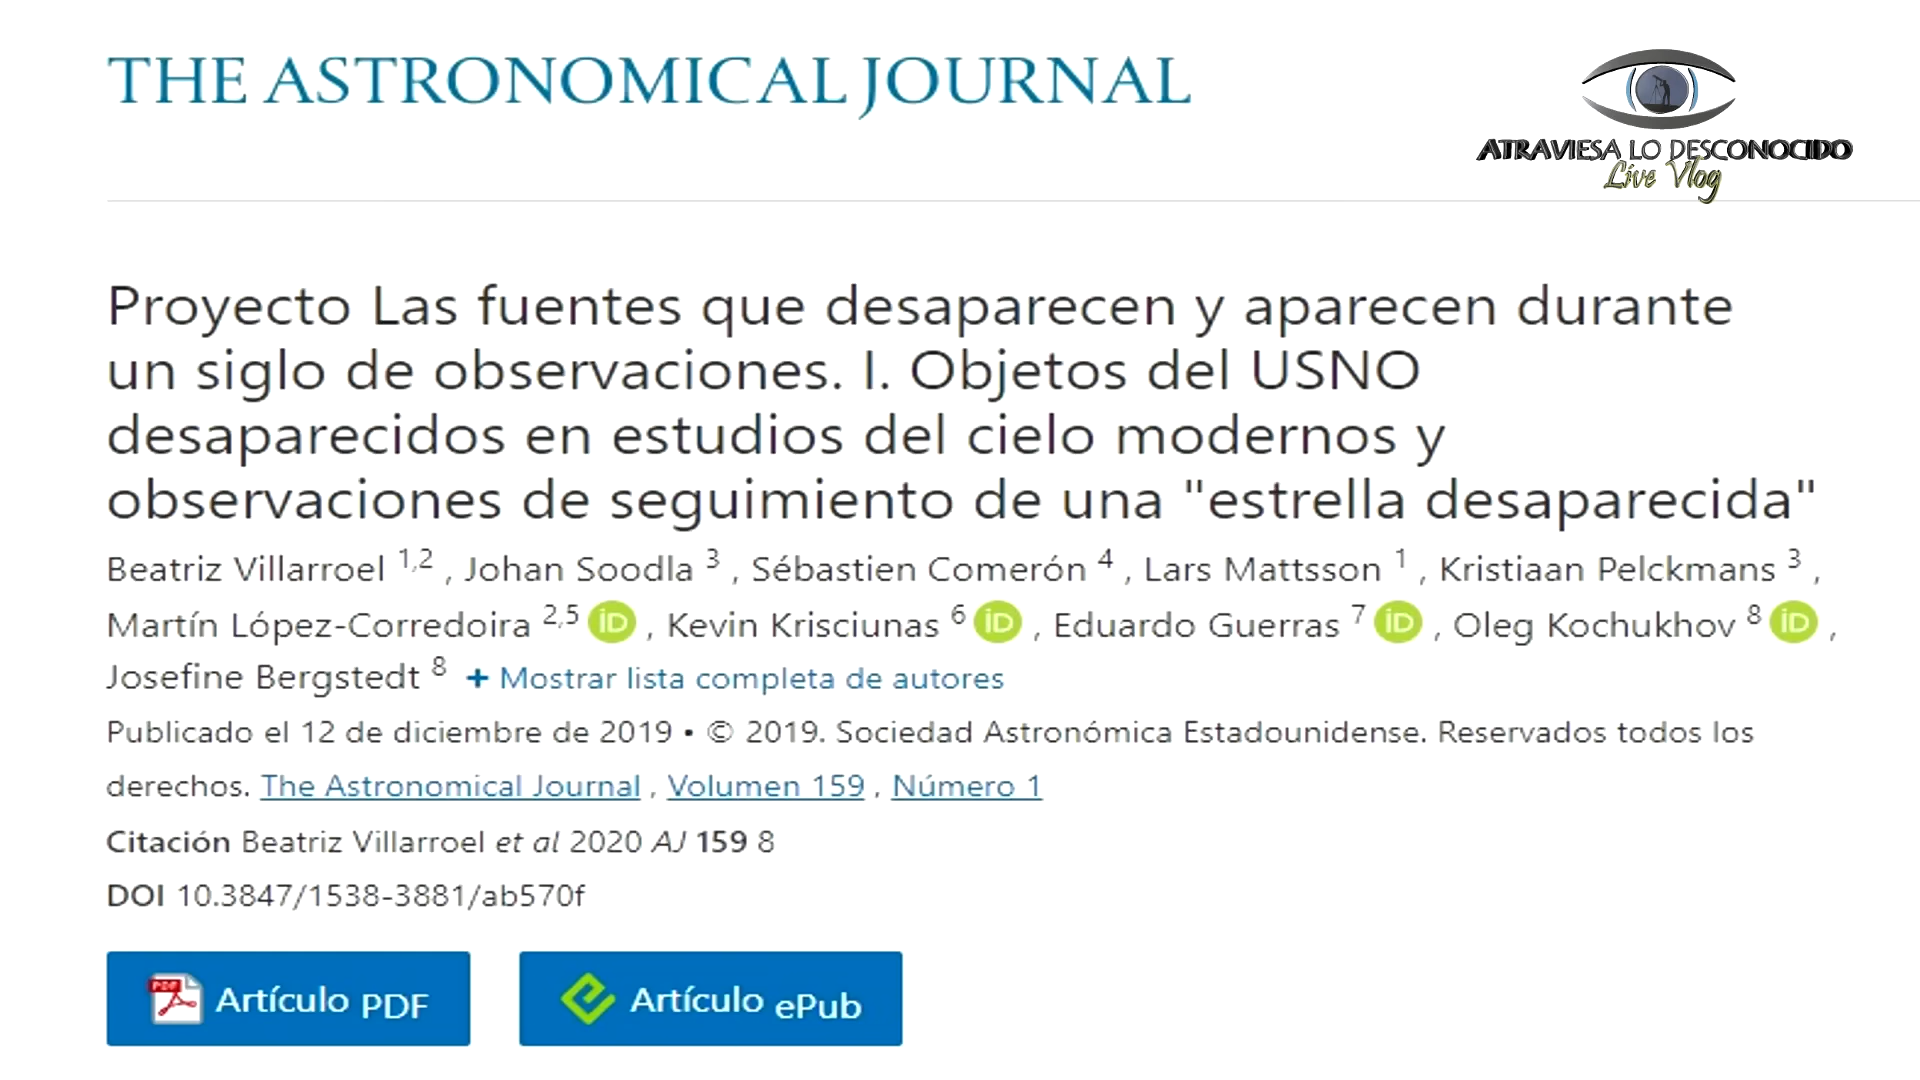 THE ASTRONOMICAL JOURNAL
ATRAVIESA LO DESCONOCIDO
Live Vlog
Proyecto Las fuentes que desaparecen y aparecen durante
un siglo de observaciones. I. Objetos del USNO
desaparecidos en estudios del cielo modernos y
observaciones de seguimiento de una "estrella desaparecida"
Beatriz Villarroel 1,2 , Johan Soodla 3 , Sébastien Comerón 4 , Lars Mattsson 1 , Kristiaan Pelckmans 3 ,
Martín López-Corredoira 2,5 iD , Kevin Krisciunas 6 iD , Eduardo Guerras 7 iD , Oleg Kochukhov 8 iD ,
Josefine Bergstedt 8 + Mostrar lista completa de autores
Publicado el 12 de diciembre de 2019 • © 2019. Sociedad Astronómica Estadounidense. Reservados todos los
derechos. The Astronomical Journal , Volumen 159 , Número 1
Citación Beatriz Villarroel et al 2020 AJ 159 8
DOI 10.3847/1538-3881/ab570f
PDF Artículo PDF
Artículo ePub